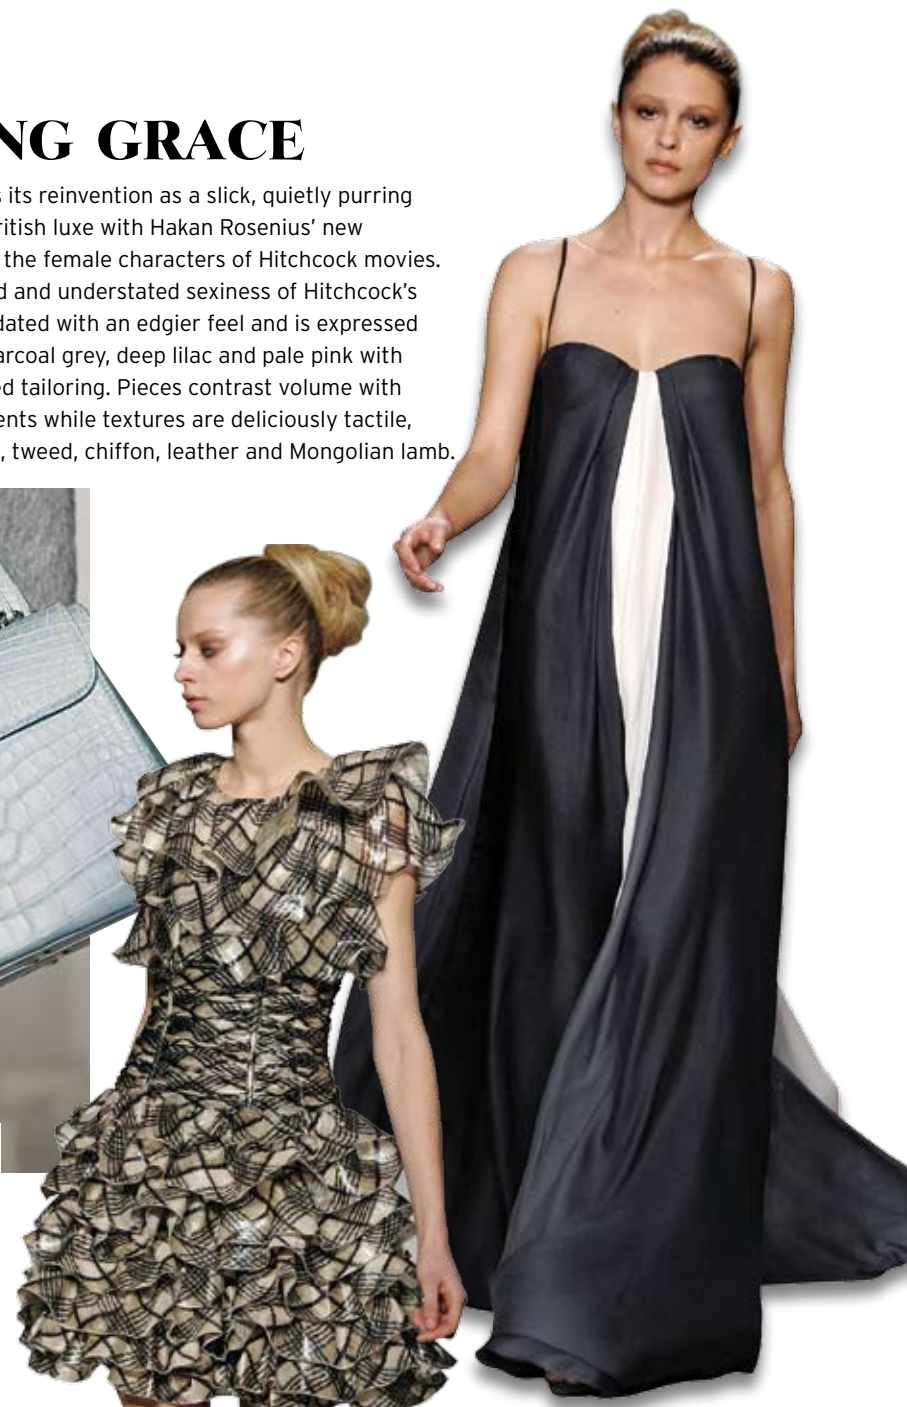 NG GRACE
s its reinvention as a slick, quietly purring
ritish luxe with Hakan Rosenius’ new
the female characters of Hitchcock movies.
d and understated sexiness of Hitchcock’s
dated with an edgier feel and is expressed
arcoal grey, deep lilac and pale pink with
ed tailoring. Pieces contrast volume with
ents while textures are deliciously tactile,
, tweed, chiffon, leather and Mongolian lamb.